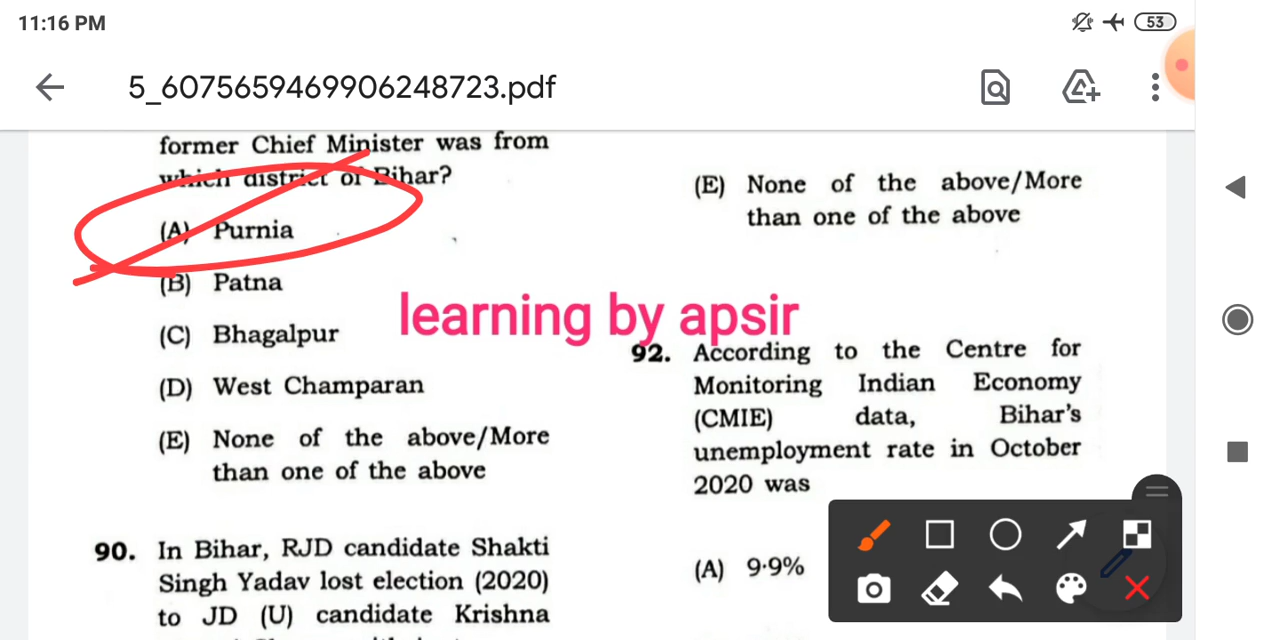 11:16 PM
53
5_6075659469906248723.pdf
former Chief Minister was from
which district of Bihar?
(A) Purnia
(B) Patna
(C) Bhagalpur
(D) West Champaran
(E) None of the above/More
than one of the above
90. In Bihar, RJD candidate Shakti
Singh Yadav lost election (2020)
to JD (U) candidate Krishna
(E) None of the above/More
than one of the above
learning by apsir
92. According to the Centre for
Monitoring Indian Economy
(CMIE) data, Bihar's
unemployment rate in October
2020 was
(A) 9·9%